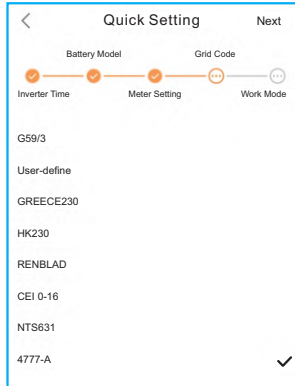 Quick Setting Next
Battery Model Grid Code
Inverter Time Meter Setting Work Mode
G59/3
User-define
GREECE230
HK230
RENBLAD
CEI 0-16
NTS631
4777-A